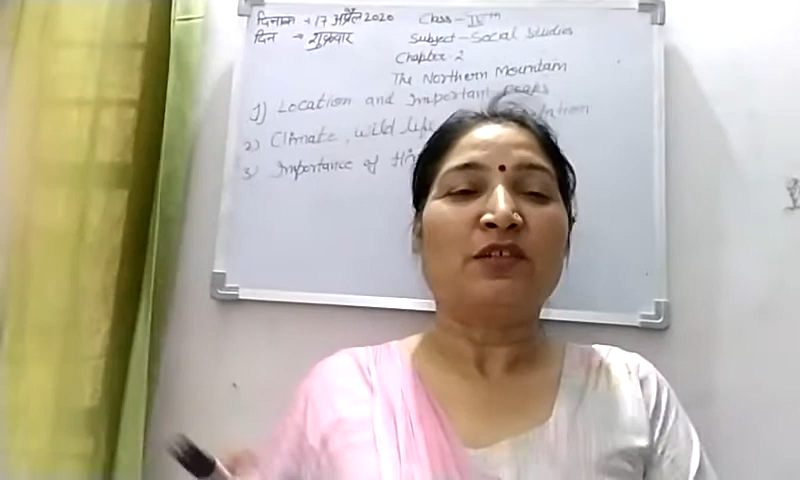 दिनांक → 17 अप्रैल 2020
दिन → शुक्रवार
Class - IVth
Subject - Social Studies
Chapter - 2
The Northern Mountain
1) Location and Important peaks
2) Climate, wild life
3) Importance of